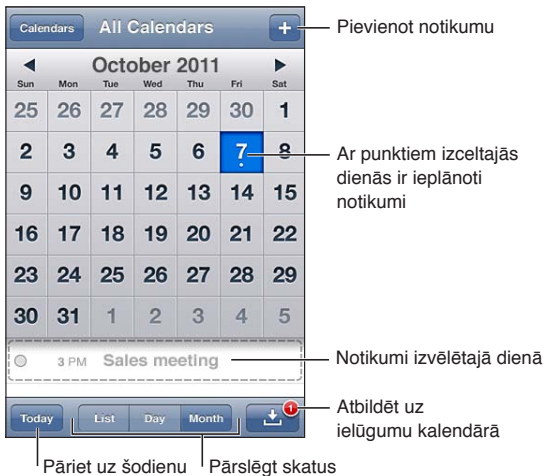 Calendars All Calendars +
Pievienot notikumu
October 2011
Sun Mon Tue Wed Thu Fri Sat
25 26 27 28 29 30 1
2 3 4 5 6 7 8
Ar punktiem izceltajās
dienās ir ieplānoti
notikumi
9 10 11 12 13 14 15
16 17 18 19 20 21 22
23 24 25 26 27 28 29
30 31 1 2 3 4 5
3 PM Sales meeting
Notikumi izvēlētajā dienā
Today List Day Month 1
Atbildēt uz
ielūgumu kalendārā
Pāriet uz šodienu
Pārslēgt skatus